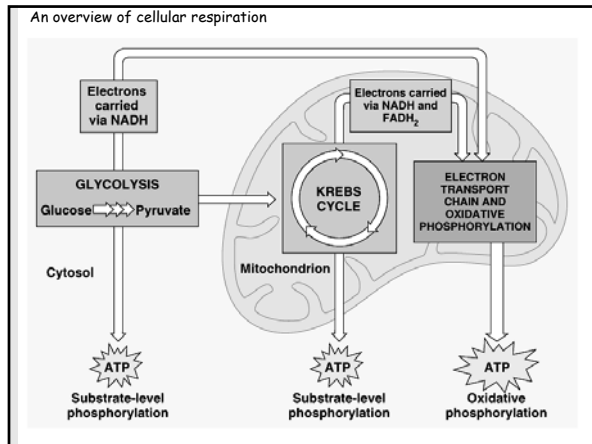 An overview of cellular respiration
Electrons
carried
via NADH
Electrons carried
via NADH and
FADH₂
GLYCOLYSIS
Glucose Pyruvate
KREBS
CYCLE
ELECTRON
TRANSPORT
CHAIN AND
OXIDATIVE
PHOSPHORYLATION
Cytosol
Mitochondrion
ATP
ATP
ATP
Substrate-level
phosphorylation
Substrate-level
phosphorylation
Oxidative
phosphorylation